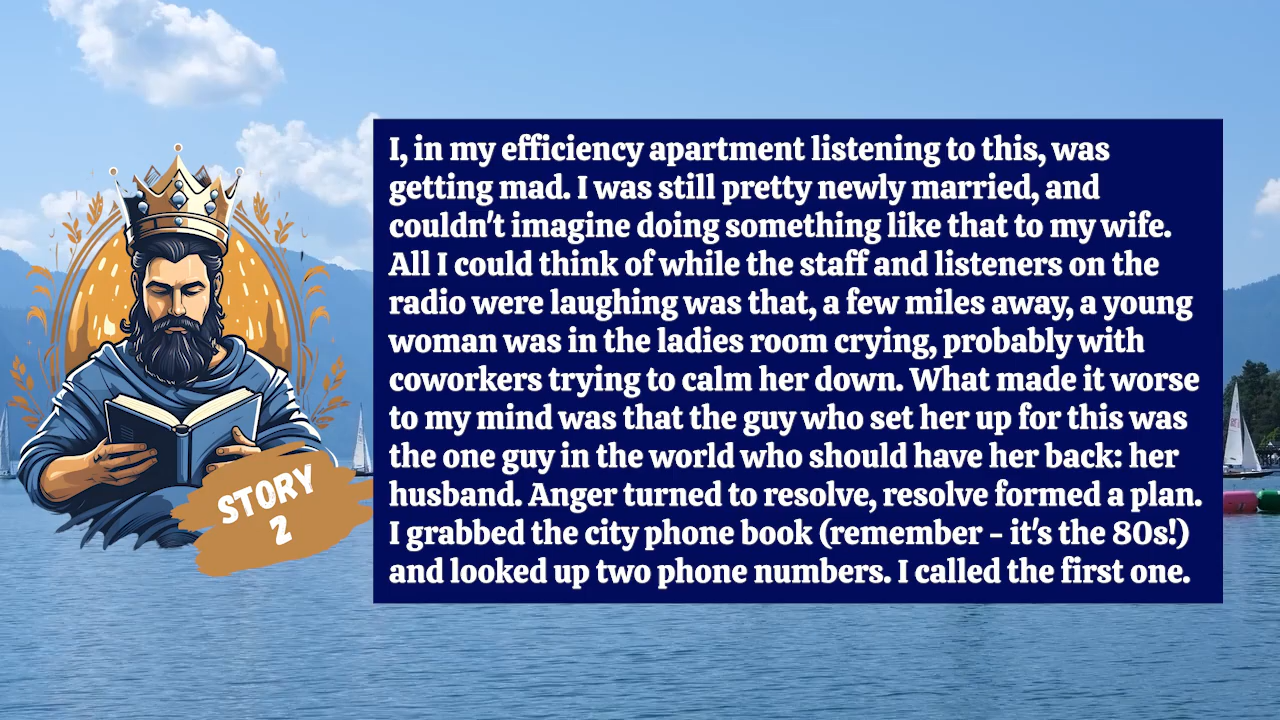 I, in my efficiency apartment listening to this, was
getting mad. I was still pretty newly married, and
couldn't imagine doing something like that to my wife.
All I could think of while the staff and listeners on the
radio were laughing was that, a few miles away, a young
woman was in the ladies room crying, probably with
coworkers trying to calm her down. What made it worse
to my mind was that the guy who set her up for this was
the one guy in the world who should have her back: her
husband. Anger turned to resolve, resolve formed a plan.
I grabbed the city phone book (remember - it's the 80s!)
and looked up two phone numbers. I called the first one.
STORY
2